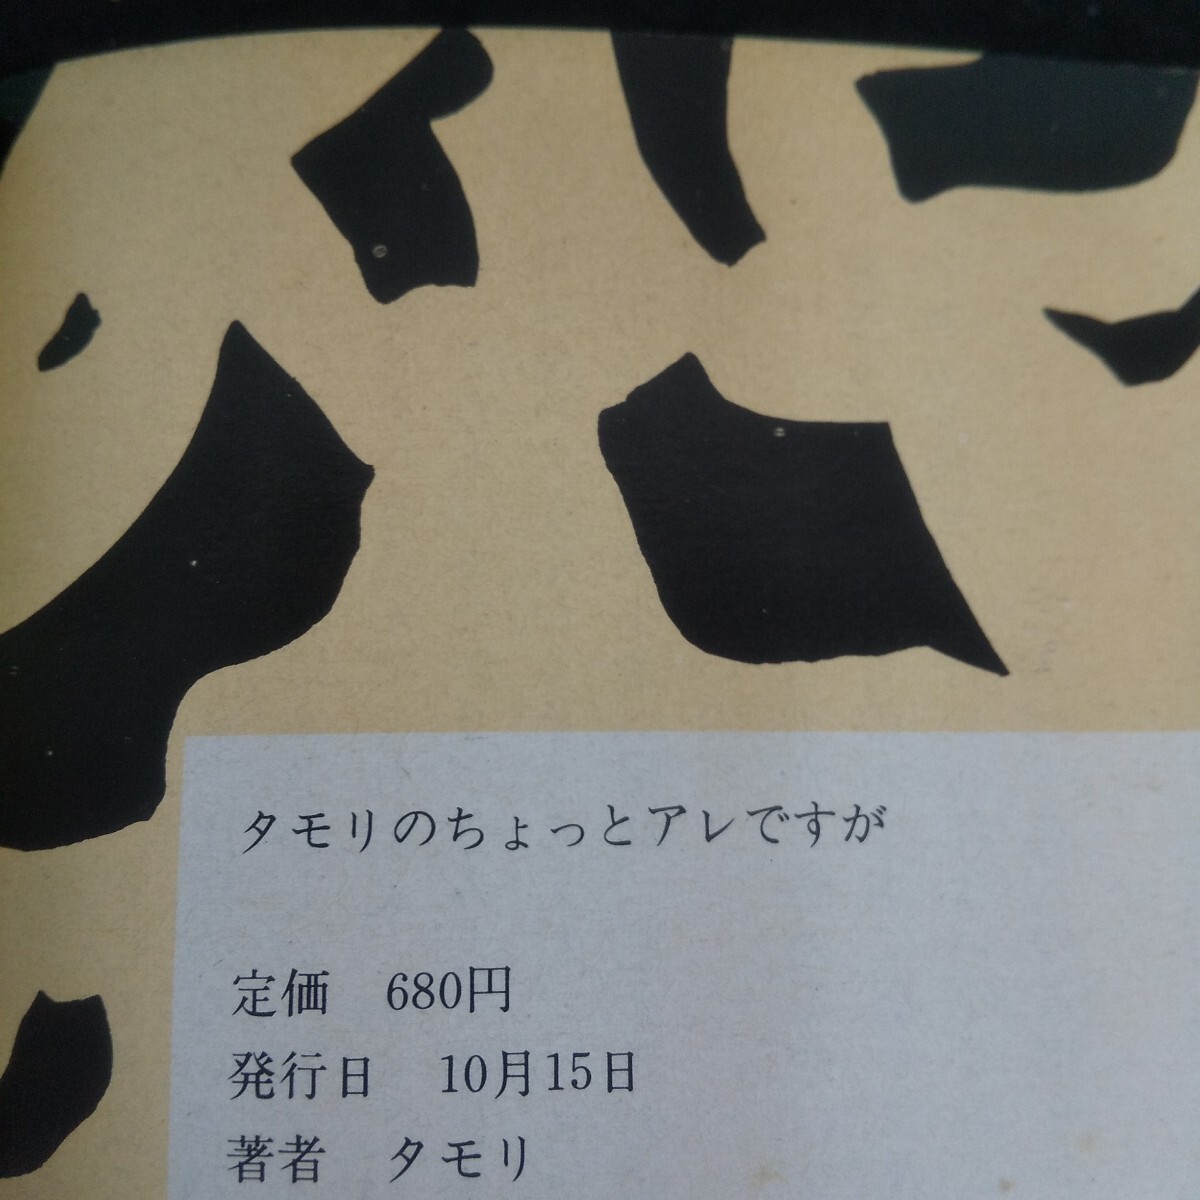 タモリのちょっとアレですが
定価　680円
発行日　10月15日
著者　タモリ